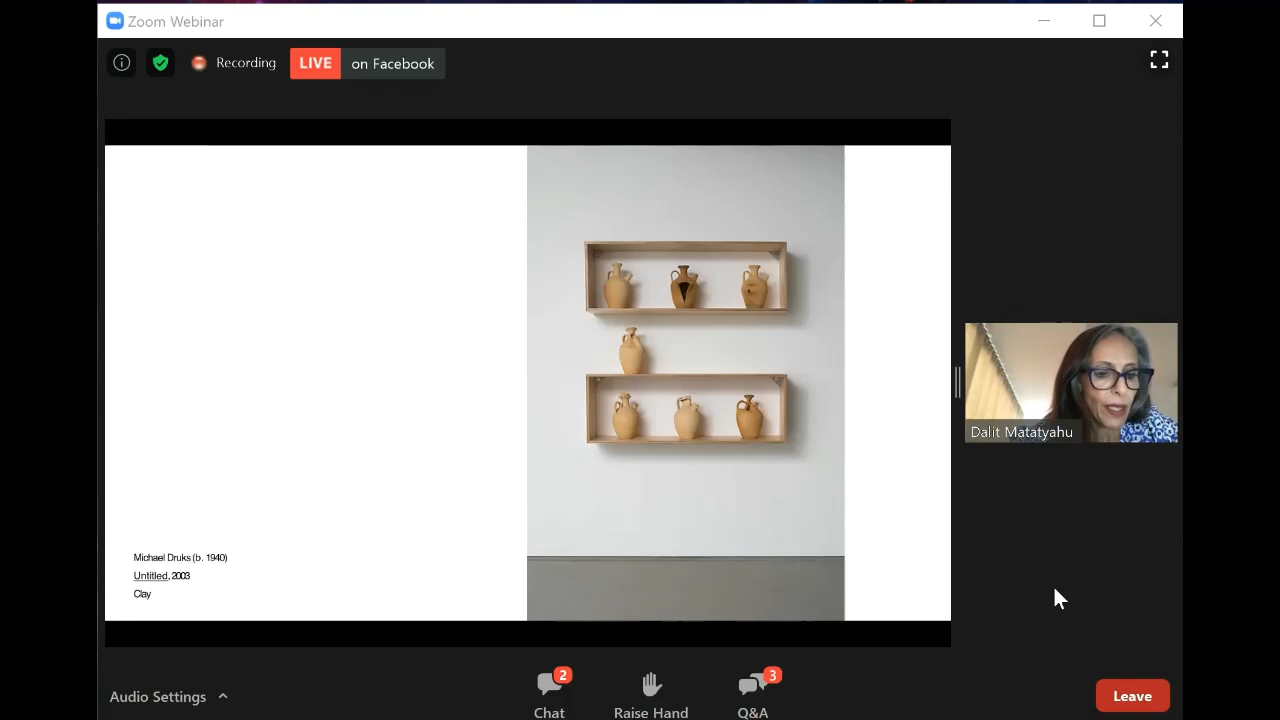 Zoom Webinar
Recording
LIVE on Facebook
Michael Druks (b. 1940)
Untitled, 2003
Clay
Dalit Matatyahu
Audio Settings
2
Chat
Raise Hand
3
Q&A
Leave